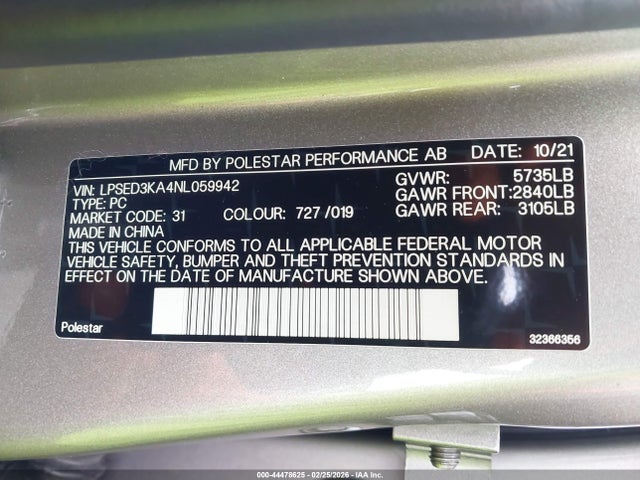 MFD BY POLESTAR PERFORMANCE AB DATE: 10/21
VIN: LPSED3KA4NL059942 GVWR: 5735LB
TYPE: PC GAWR FRONT:2840LB
MARKET CODE: 31 COLOUR: 727 /019 GAWR REAR: 3105LB
MADE IN CHINA
THIS VEHICLE CONFORMS TO ALL APPLICABLE FEDERAL MOTOR
VEHICLE SAFETY, BUMPER AND THEFT PREVENTION STANDARDS IN
EFFECT ON THE DATE OF MANUFACTURE SHOWN ABOVE.
Polestar 32366356
000-44478625 - 02/25/2026 - IAA Inc.